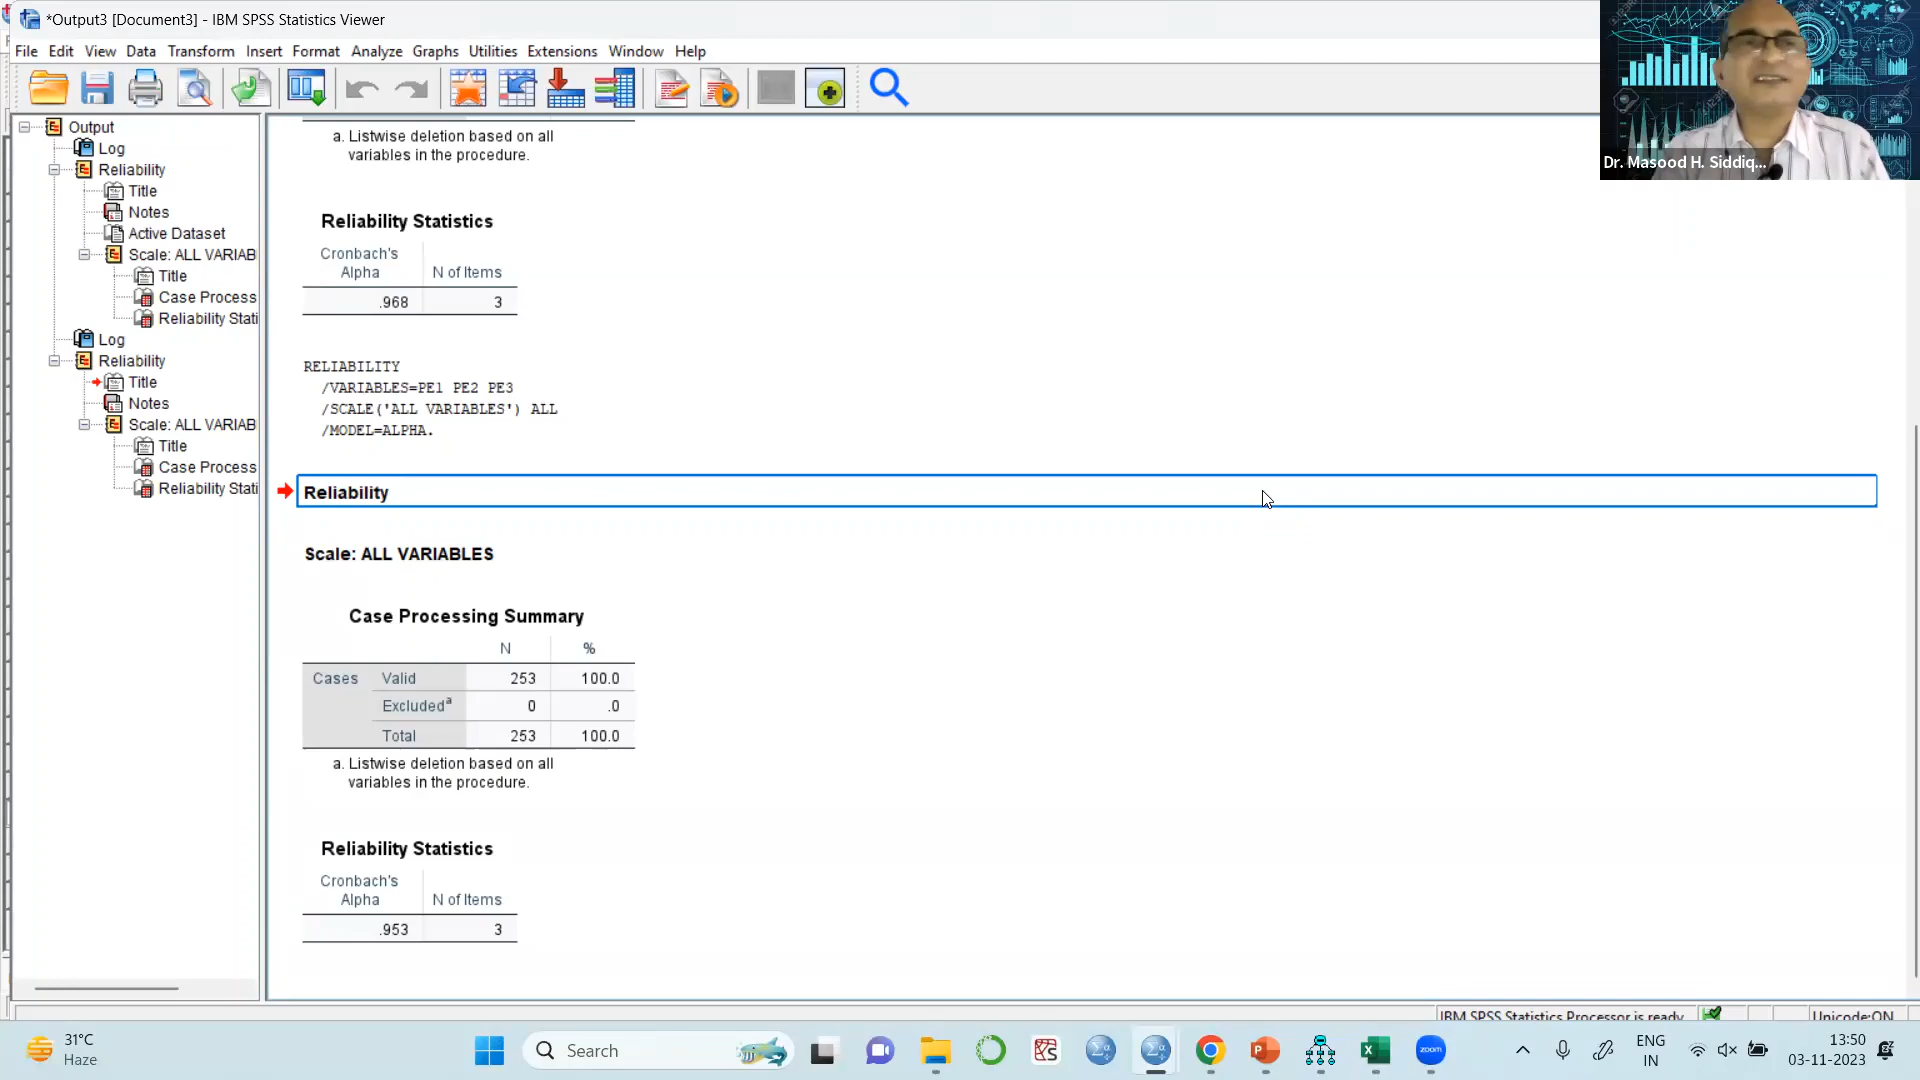 *Output3 [Document3] - IBM SPSS Statistics Viewer
File Edit View Data Transform Insert Format Analyze Graphs Utilities Extensions Window Help
Output
Log
Reliability
Title
Notes
Active Dataset
Scale: ALL VARIAB
Title
Case Process
Reliability Stati
Log
Reliability
Title
Notes
Scale: ALL VARIAB
Title
Case Process
Reliability Stati
a. Listwise deletion based on all
variables in the procedure.
Reliability Statistics
Cronbach's
Alpha N of Items
.968 3
RELIABILITY
/VARIABLES=PE1 PE2 PE3
/SCALE('ALL VARIABLES') ALL
/MODEL=ALPHA.
Reliability
Scale: ALL VARIABLES
Case Processing Summary
N %
Cases Valid 253 100.0
Excludeda 0 .0
Total 253 100.0
a. Listwise deletion based on all
variables in the procedure.
Reliability Statistics
Cronbach's
Alpha N of Items
.953 3
Dr. Masood H. Siddiq...
IBM SPSS Statistics Processor is ready Unicode:ON
31°C
Haze
Search
zoom
ENG
IN
13:50
03-11-2023